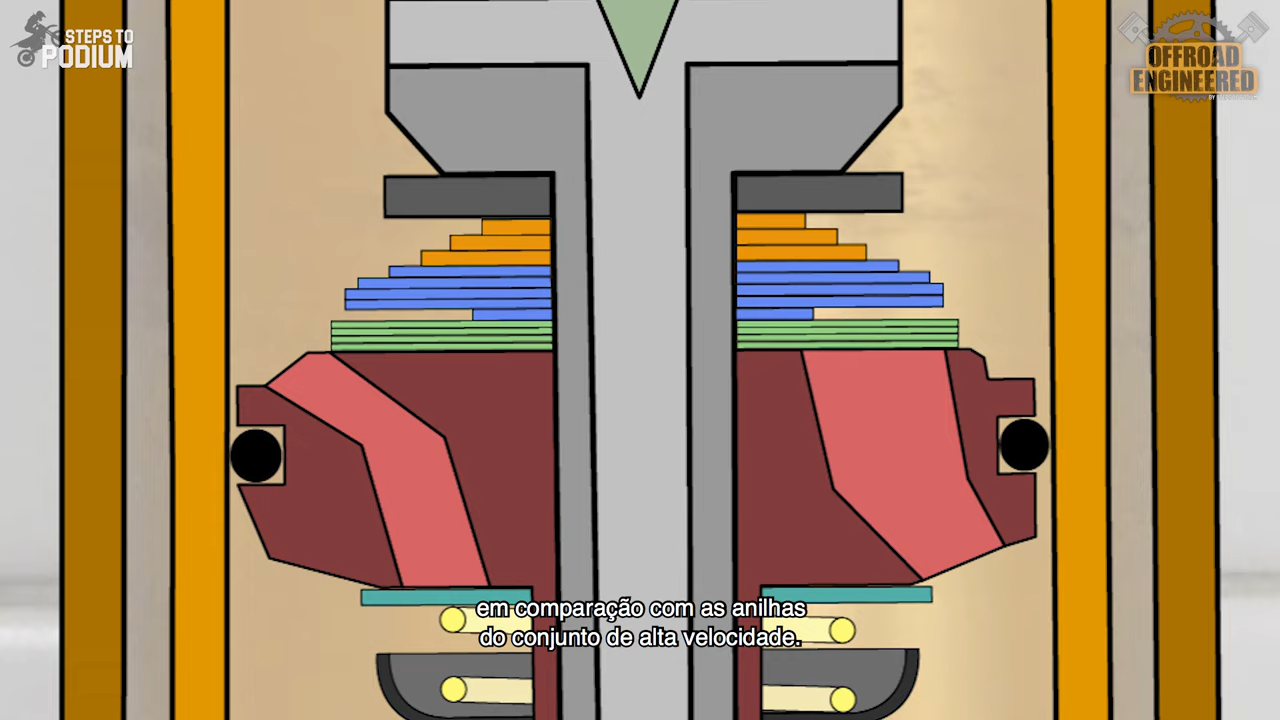 STEPS TO
PODIUM
OFFROAD
ENGINEERED
em comparação com as anilhas
do conjunto de alta velocidade.